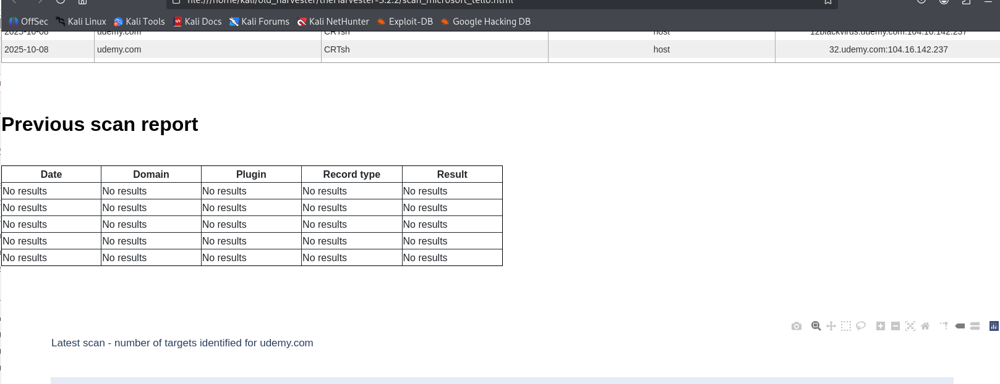 file:///home/kali/old_harvester/theHarvester-3.2.2/scan_microsoft_tello.html
OffSec Kali Linux Kali Tools Kali Docs Kali Forums Kali NetHunter Exploit-DB Google Hacking DB
2025-10-08 udemy.com CRTsh host 12blackvirus.udemy.com:104.16.142.237
2025-10-08 udemy.com CRTsh host 32.udemy.com:104.16.142.237
Previous scan report
Date Domain Plugin Record type Result
No results No results No results No results No results
No results No results No results No results No results
No results No results No results No results No results
No results No results No results No results No results
No results No results No results No results No results
Latest scan - number of targets identified for udemy.com